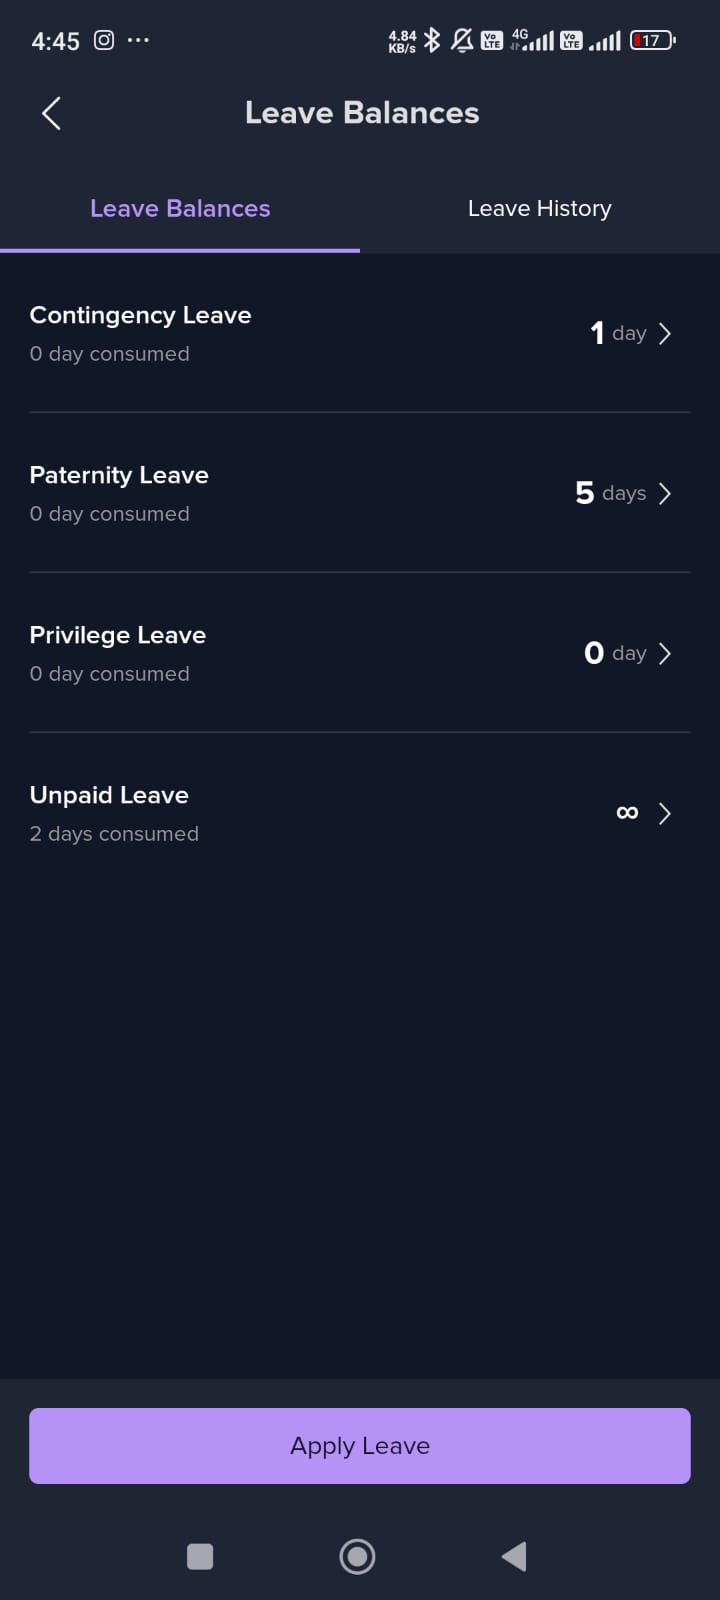 4:45 ... 4.84 KB/s Vo LTE 4G Vo LTE 17
Leave Balances
Leave Balances Leave History
Contingency Leave
0 day consumed
1 day
Paternity Leave
0 day consumed
5 days
Privilege Leave
0 day consumed
0 day
Unpaid Leave
2 days consumed
∞
Apply Leave